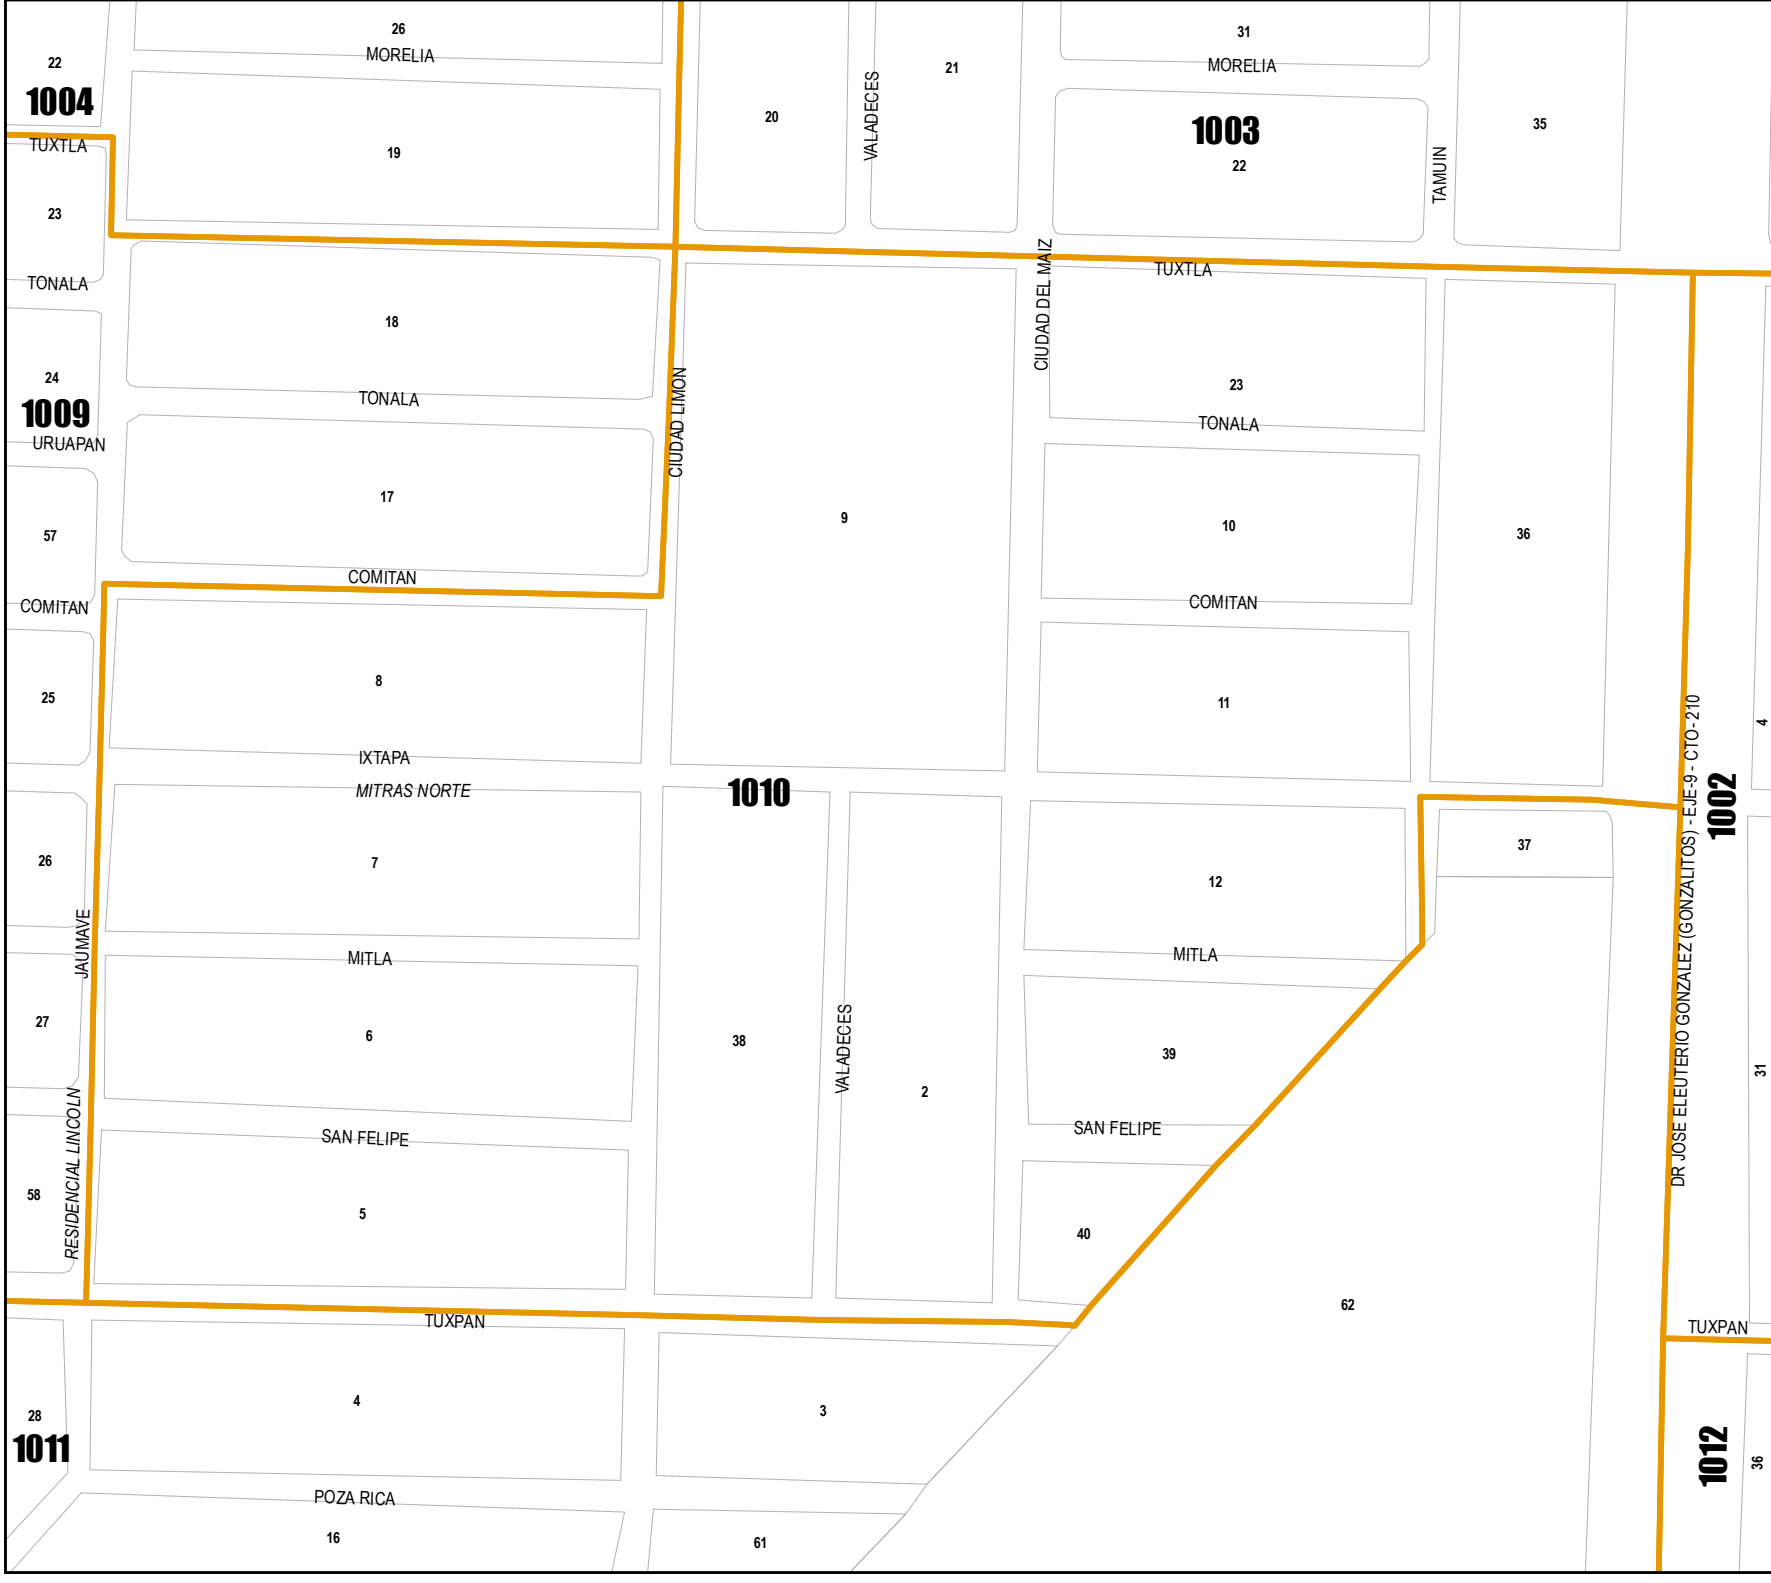 26
31
MORELIA
MORELIA
22
21
1004
VALADECES
20
35
1003
TUXTLA
19
22
TAMUIN
23
CIUDAD DEL MAIZ
TUXTLA
TONALA
18
24
23
1009
TONALA
CIUDAD LIMON
TONALA
URUAPAN
17
9
10
36
57
COMITAN
COMITAN
COMITAN
8
25
11
4
IXTAPA
MITRAS NORTE
1010
1002
DR JOSE ELEUTERIO GONZALEZ (GONZALITOS) - EJE-9 - CTO-210
37
26
7
12
JAUMAVE
MITLA
MITLA
27
6
38
VALADECES
39
2
31
RESIDENCIAL LINCOLN
SAN FELIPE
SAN FELIPE
58
5
40
62
TUXPAN
TUXPAN
4
3
28
1011
1012
36
POZA RICA
16
61